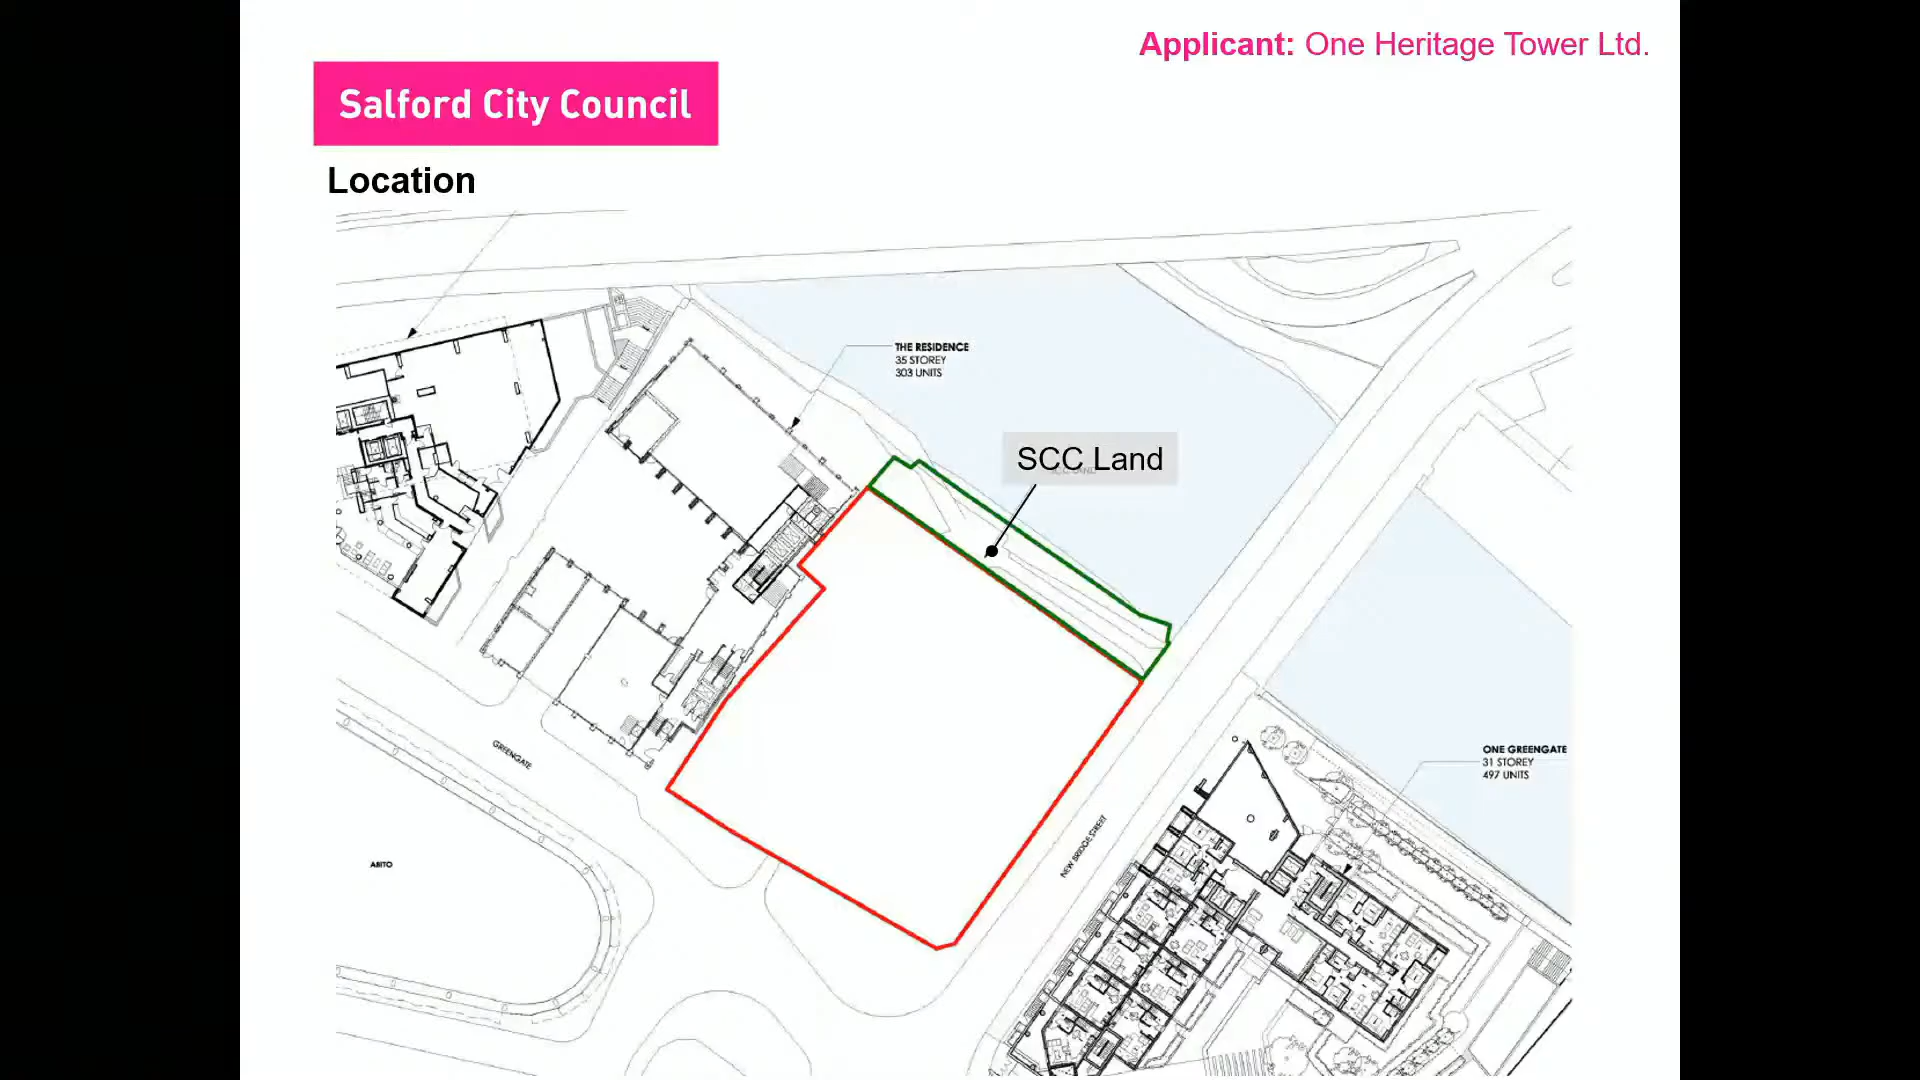 Applicant: One Heritage Tower Ltd.
Salford City Council
Location
THE RESIDENCE
35 STOREY
303 UNITS
SCC Land
GREENGATE
ONE GREENGATE
31 STOREY
497 UNITS
NEW BRIDGE STREET
ABITO